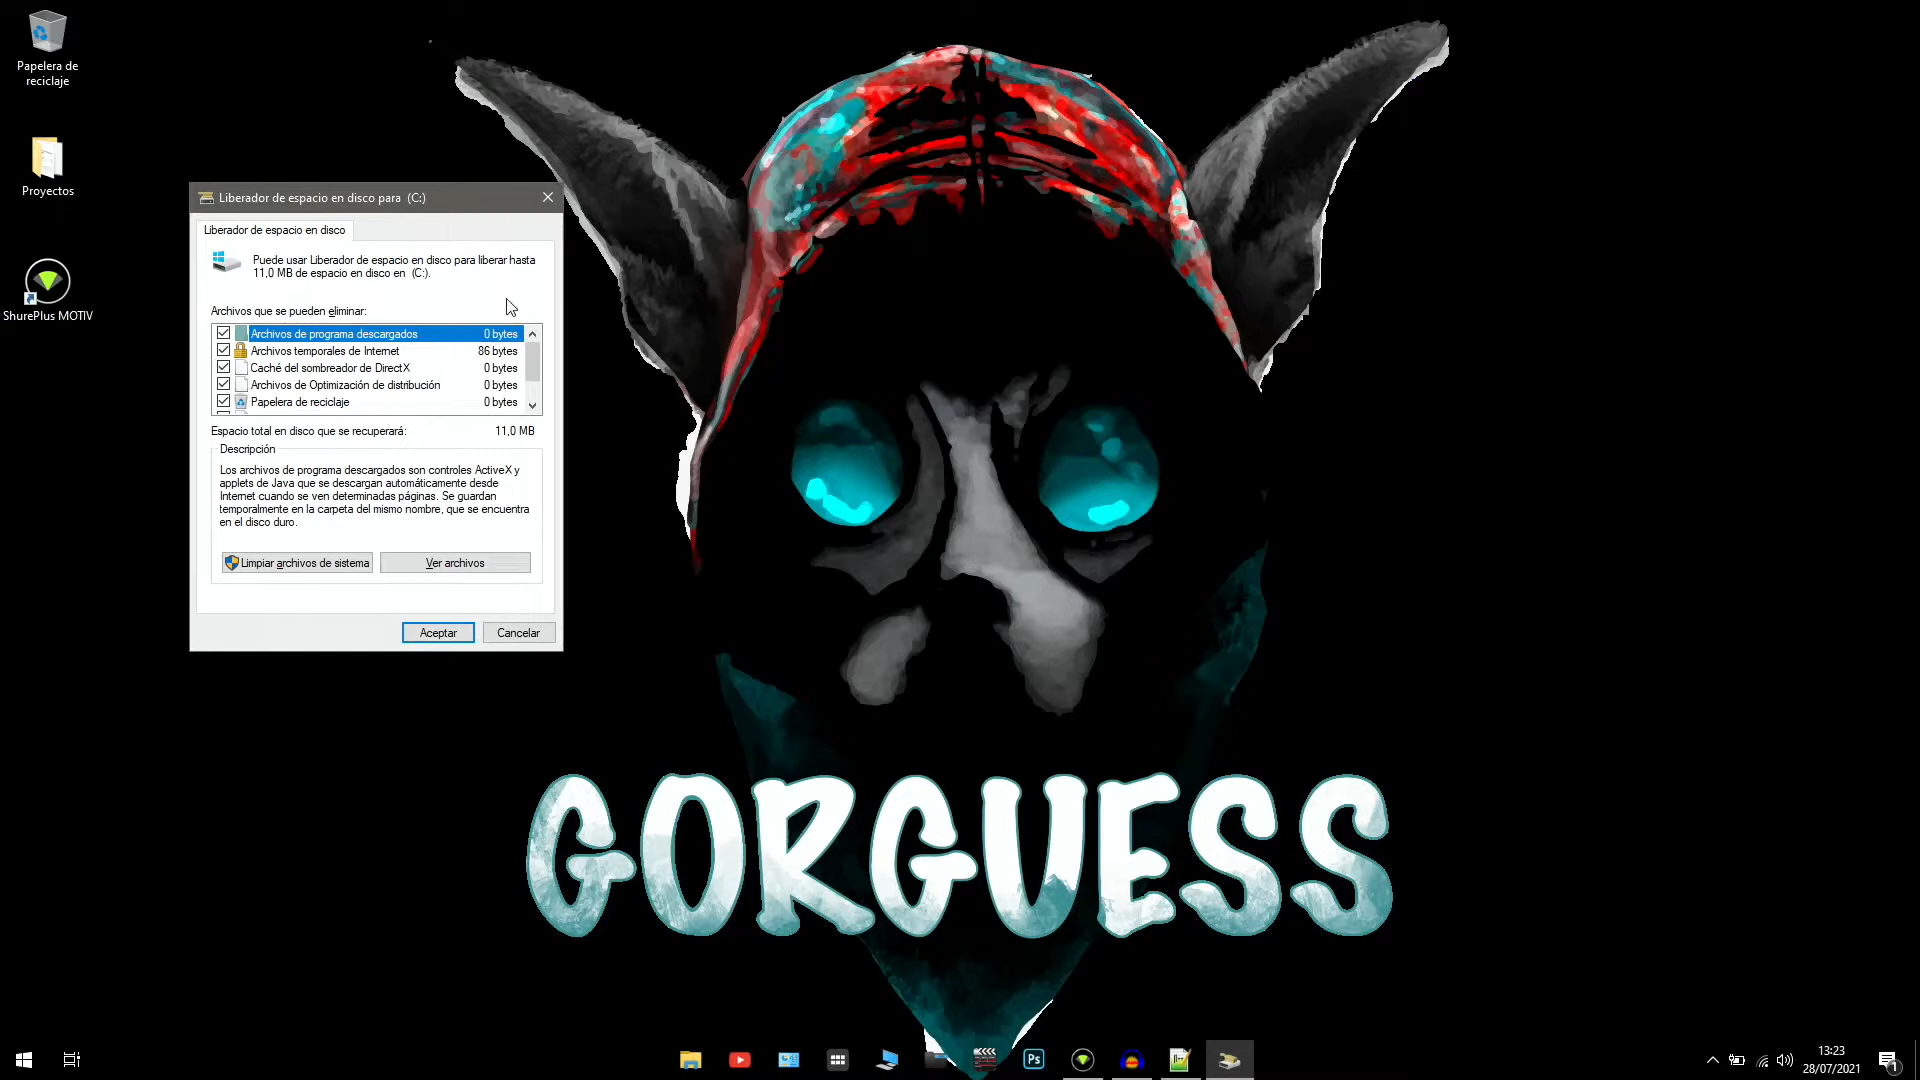 Papelera de
reciclaje
Proyectos
ShurePlus MOTIV
Liberador de espacio en disco para  (C:)
Liberador de espacio en disco
Puede usar Liberador de espacio en disco para liberar hasta
11,0 MB de espacio en disco en  (C:).
Archivos que se pueden eliminar:
Archivos de programa descargados 0 bytes
Archivos temporales de Internet 86 bytes
Caché del sombreador de DirectX 0 bytes
Archivos de Optimización de distribución 0 bytes
Papelera de reciclaje 0 bytes
Espacio total en disco que se recuperará: 11,0 MB
Descripción
Los archivos de programa descargados son controles ActiveX y
applets de Java que se descargan automáticamente desde
Internet cuando se ven determinadas páginas. Se guardan
temporalmente en la carpeta del mismo nombre, que se encuentra
en el disco duro.
Limpiar archivos de sistema Ver archivos
Aceptar Cancelar
GORGUESS
Ps
13:23
28/07/2021
1